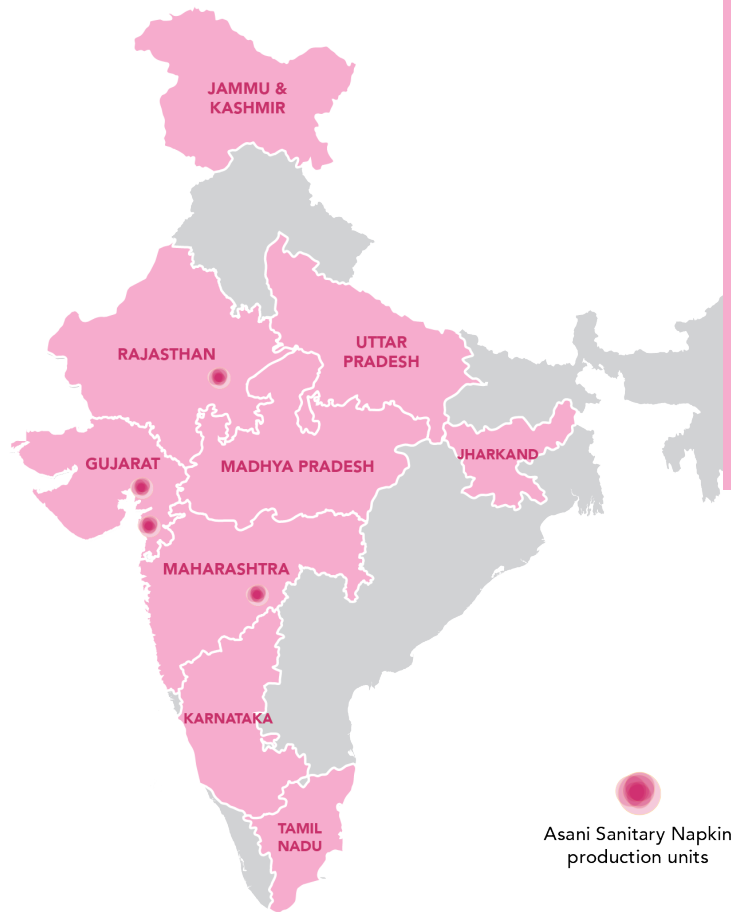 JAMMU &
KASHMIR
RAJASTHAN
UTTAR
PRADESH
GUJARAT
MADHYA PRADESH
JHARKAND
MAHARASHTRA
KARNATAKA
TAMIL
NADU
Asani Sanitary Napkin
production units